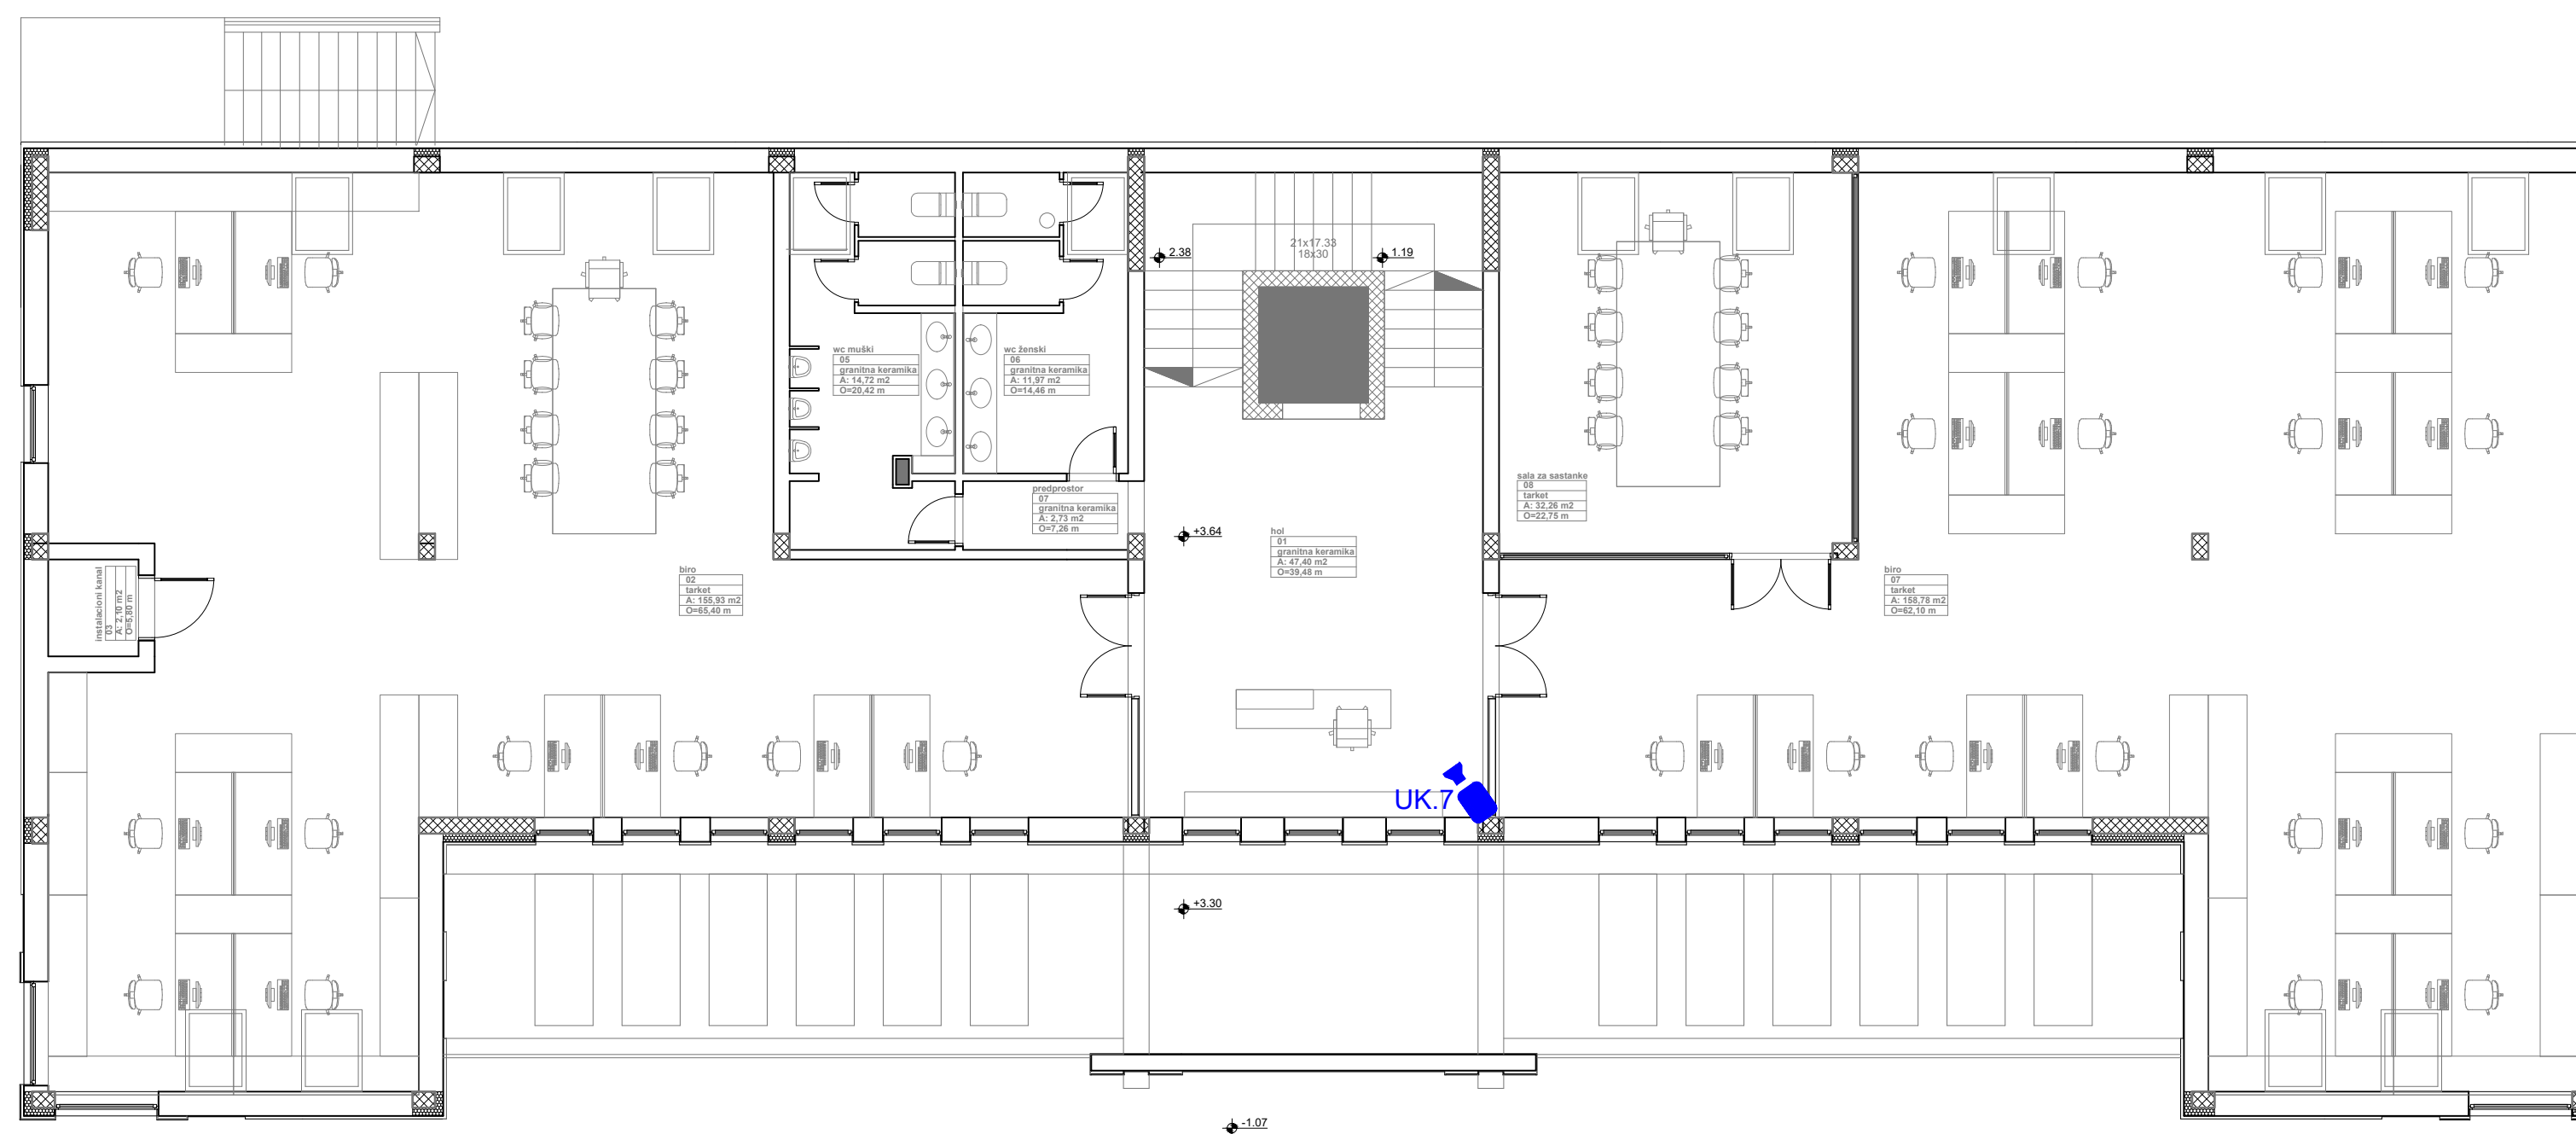 21x17.33
18x30
2.38
1.19
wc muški
05
granitna keramika
A: 14,72 m2
O=20,42 m
wc ženski
06
granitna keramika
A: 11,97 m2
O=14,46 m
predprostor
07
granitna keramika
A: 2,73 m2
O=7,26 m
sala za sastanke
08
tarket
A: 32,26 m2
O=22,75 m
+3.64
hol
01
granitna keramika
A: 47,40 m2
O=39,48 m
instalacioni kanal
03
A: 2,10 m2
O=5,80 m
biro
02
tarket
A: 155,93 m2
O=65,40 m
biro
07
tarket
A: 158,78 m2
O=62,10 m
UK.7
+3.30
-1.07